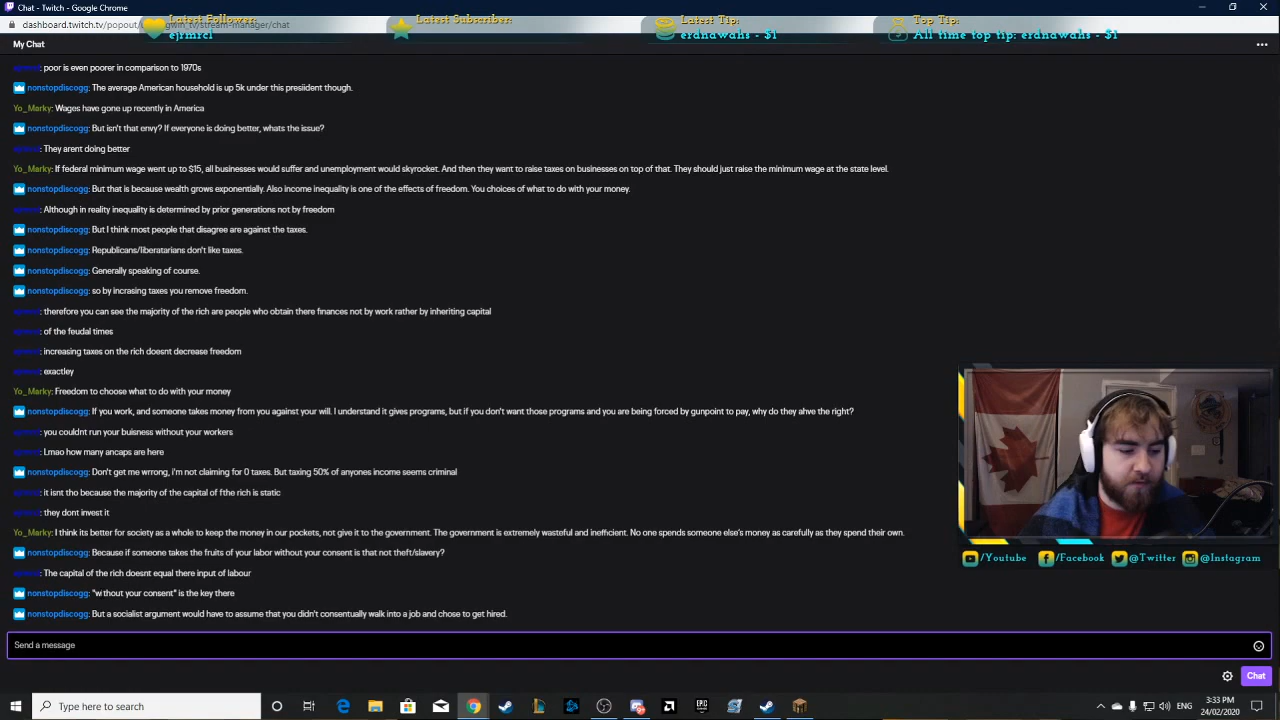 Chat - Twitch - Google Chrome
Latest Follower:
ejrmrcl
Latest Subscriber:
Latest Tip:
erdnawahs - $1
Top Tip:
All time top tip: erdnawahs - $1
dashboard.twitch.tv/popout/
/stream-manager/chat
My Chat
: poor is even poorer in comparison to 1970s
nonstopdiscogg: The average American household is up 5k under this presiident though.
Yo_Marky: Wages have gone up recently in America
nonstopdiscogg: But isn't that envy? If everyone is doing better, whats the issue?
: They arent doing better
Yo_Marky: If federal minimum wage went up to $15, all businesses would suffer and unemployment would skyrocket. And then they want to raise taxes on businesses on top of that. They should just raise the minimum wage at the state level.
nonstopdiscogg: But that is because wealth grows exponentially. Also income inequality is one of the effects of freedom. You choices of what to do with your money.
: Although in reality inequality is determined by prior generations not by freedom
nonstopdiscogg: But I think most people that disagree are against the taxes.
nonstopdiscogg: Republicans/liberatarians don't like taxes.
nonstopdiscogg: Generally speaking of course.
nonstopdiscogg: so by incrasing taxes you remove freedom.
: therefore you can see the majority of the rich are people who obtain there finances not by work rather by inheriting capital
: of the feudal times
: increasing taxes on the rich doesnt decrease freedom
: exactley
Yo_Marky: Freedom to choose what to do with your money
nonstopdiscogg: If you work, and someone takes money from you against your will. I understand it gives programs, but if you don't want those programs and you are being forced by gunpoint to pay, why do they ahve the right?
: you couldnt run your buisness without your workers
: Lmao how many ancaps are here
nonstopdiscogg: Don't get me wrrong, i'm not claiming for 0 taxes. But taxing 50% of anyones income seems criminal
: it isnt tho because the majority of the capital of fthe rich is static
: they dont invest it
Yo_Marky: I think its better for society as a whole to keep the money in our pockets, not give it to the government. The government is extremely wasteful and inefficient. No one spends someone else's money as carefully as they spend their own.
nonstopdiscogg: Because if someone takes the fruits of your labor without your consent is that not theft/slavery?
: The capital of the rich doesnt equal there input of labour
nonstopdiscogg: "without your consent" is the key there
nonstopdiscogg: But a socialist argument would have to assume that you didn't consentually walk into a job and chose to get hired.
/Youtube
/Facebook
@Twitter
@Instagram
Send a message
Chat
Type here to search
ENG
3:33 PM
24/02/2020